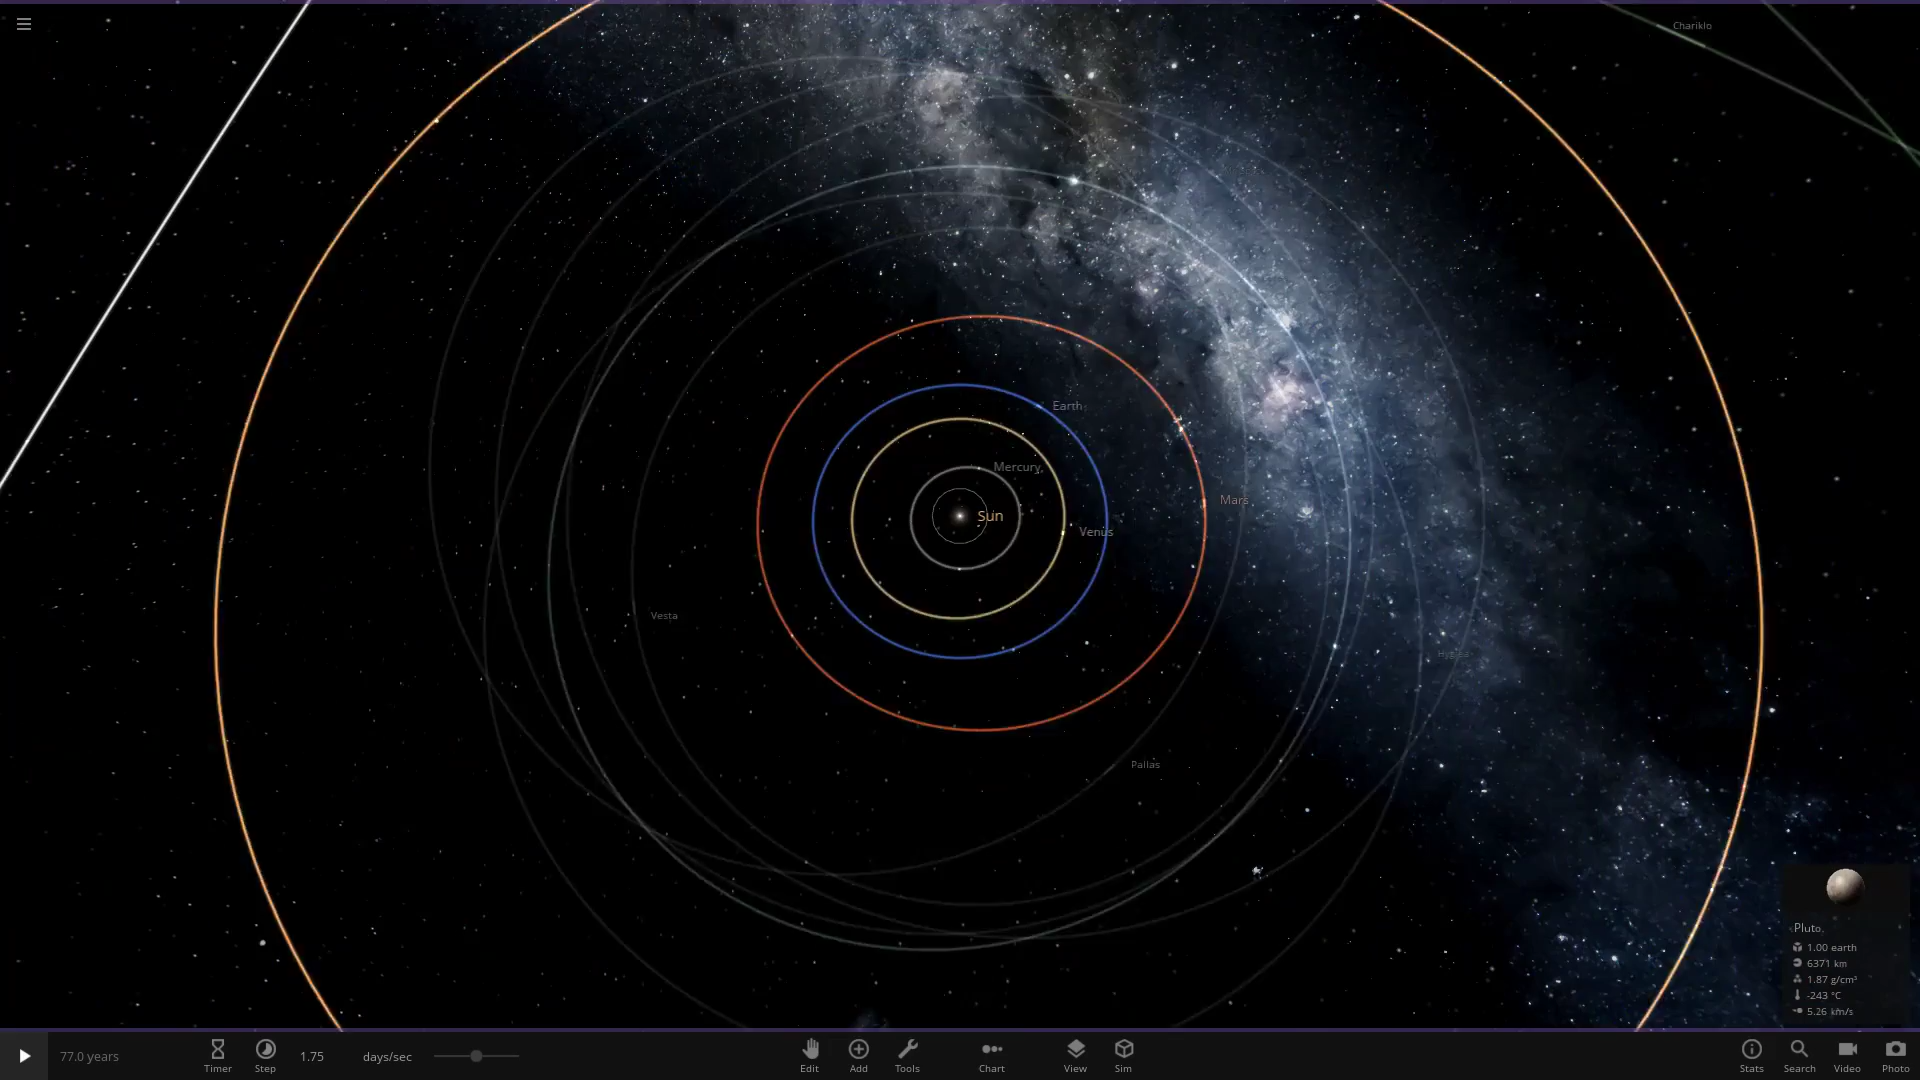 Chariklo
Earth
Mercury
Mars
Sun
Venus
Vesta
Hygiea
Pallas
Pluto
1.00 earth
6371 km
1.87 g/cm³
-243 °C
5.26 km/s
77.0 years
Timer
Step
1.75
days/sec
Edit
Add
Tools
Chart
View
Sim
Stats
Search
Video
Photo